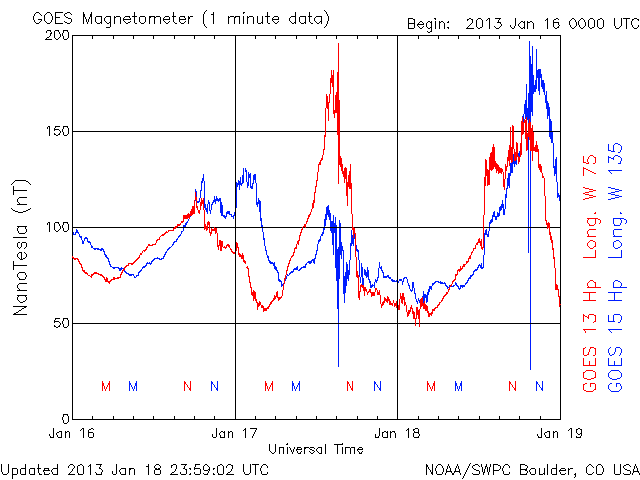 GOES Magnetometer (1 minute data)
Begin: 2013 Jan 16 0000 UTC
200
150
100
50
0
NanoTesla (nT)
M M N N M M N N M M N N
Jan 16 Jan 17 Jan 18 Jan 19
Universal Time
GOES 13 Hp Long. W 75
GOES 15 Hp Long. W 135
Updated 2013 Jan 18 23:59:02 UTC
NOAA/SWPC Boulder, CO USA